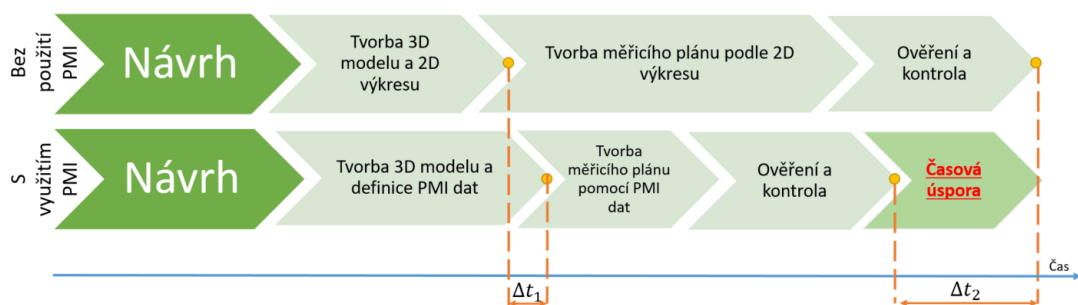 Bez
použití
PMI
Návrh
Tvorba 3D
modelu a 2D
výkresu
Tvorba měřicího plánu podle 2D
výkresu
Ověření a
kontrola
S
využitím
PMI
Návrh
Tvorba 3D modelu a
definice PMI dat
Tvorba
měřicího plánu
pomocí PMI
dat
Ověření a
kontrola
Časová
úspora
Čas
Δt₁
Δt₂